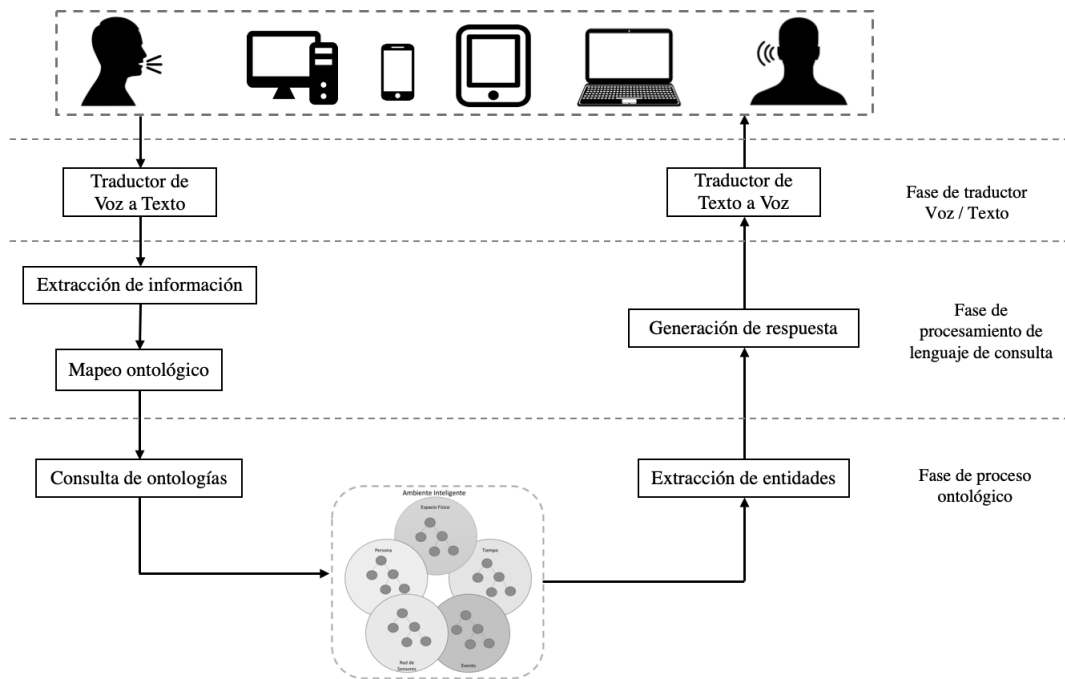 Traductor de
Voz a Texto
Traductor de
Texto a Voz
Fase de traductor
Voz / Texto
Extracción de información
Generación de respuesta
Fase de
procesamiento de
lenguaje de consulta
Mapeo ontológico
Consulta de ontologías
Extracción de entidades
Fase de proceso
ontológico
Ambiente Inteligente
Espacio Físico
Persona
Tiempo
Red de
Sensores
Evento